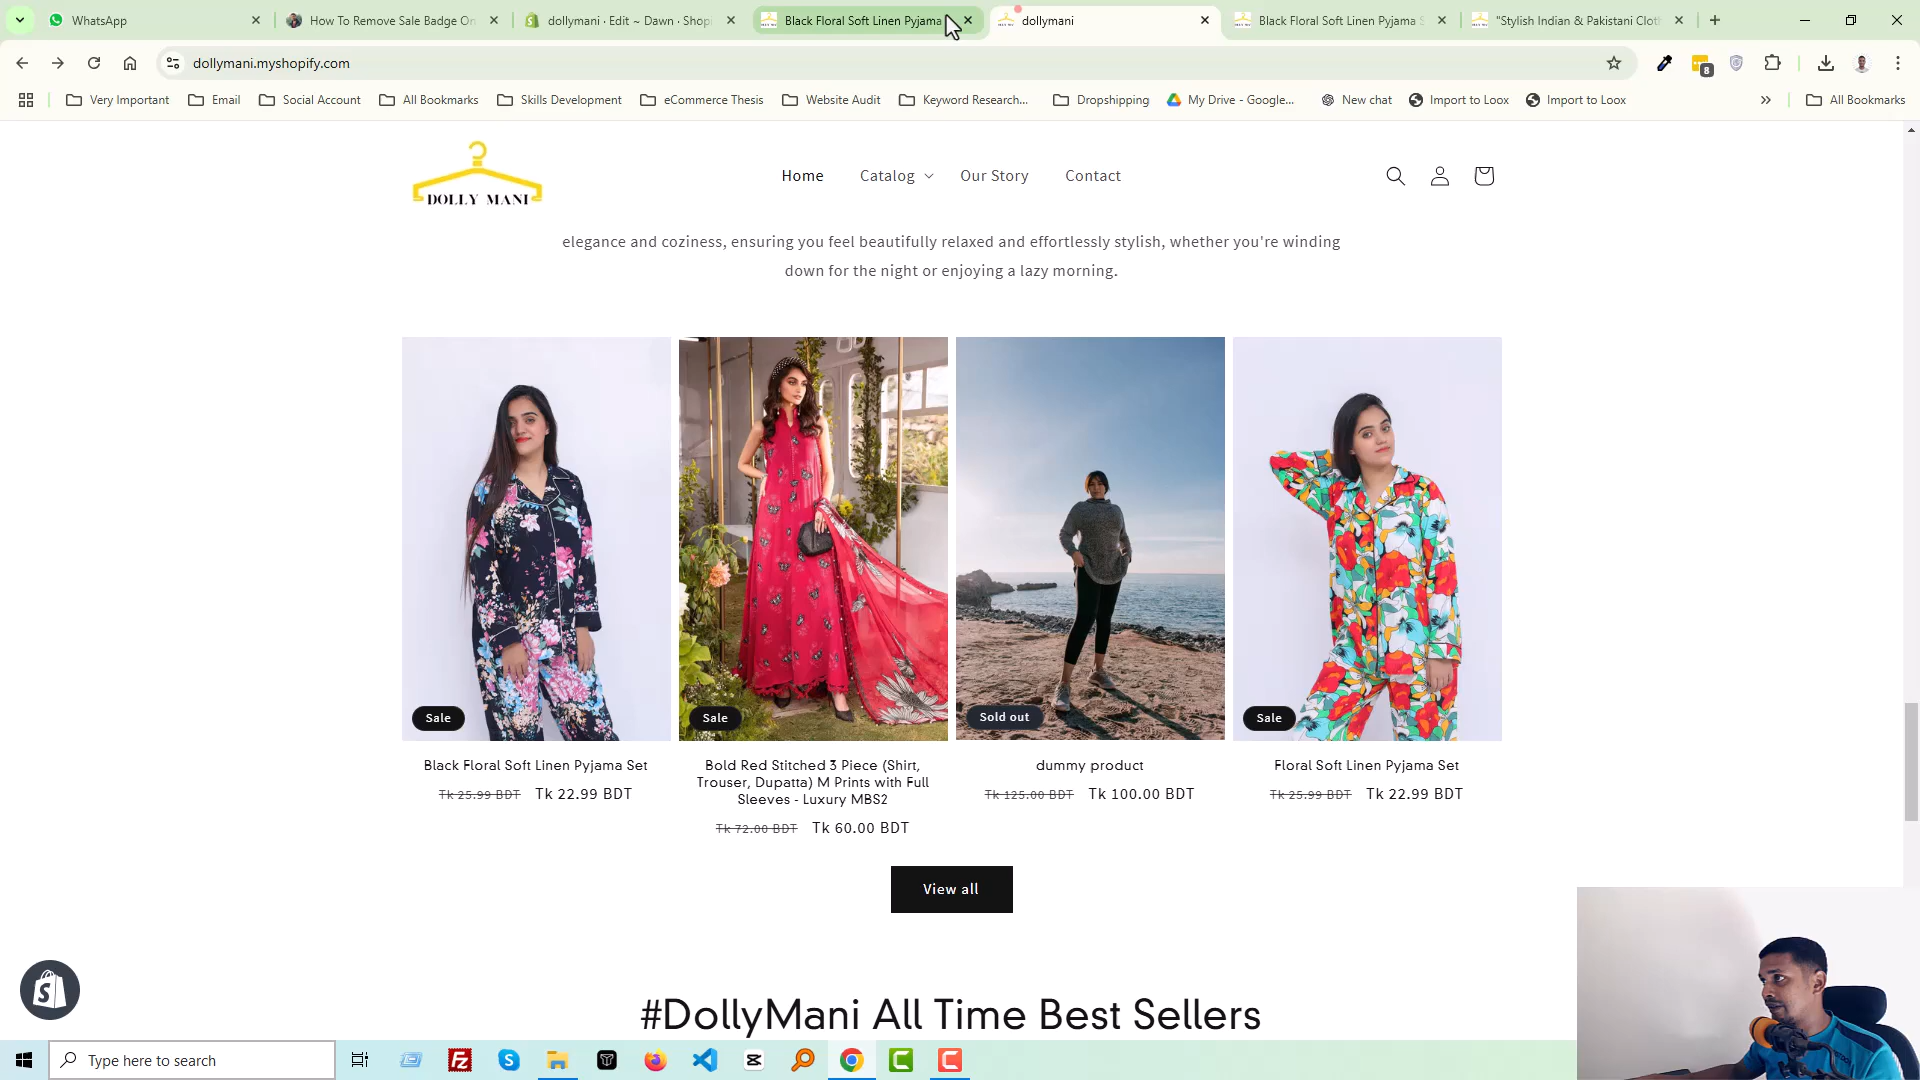 WhatsApp
How To Remove Sale Badge On
dollymani · Edit ~ Dawn · Shopi
Black Floral Soft Linen Pyjama
dollymani
Black Floral Soft Linen Pyjama S
"Stylish Indian & Pakistani Cloth
dollymani.myshopify.com
8
Very Important
Email
Social Account
All Bookmarks
Skills Development
eCommerce Thesis
Website Audit
Keyword Research...
Dropshipping
My Drive - Google...
New chat
Import to Loox
Import to Loox
All Bookmarks
DOLLY MANI
Home
Catalog
Our Story
Contact
elegance and coziness, ensuring you feel beautifully relaxed and effortlessly stylish, whether you're winding
down for the night or enjoying a lazy morning.
Sale
Sale
Sold out
Sale
Black Floral Soft Linen Pyjama Set
Tk 25.99 BDT Tk 22.99 BDT
Bold Red Stitched 3 Piece (Shirt,
Trouser, Dupatta) M Prints with Full
Sleeves - Luxury MBS2
Tk 72.00 BDT Tk 60.00 BDT
dummy product
Tk 125.00 BDT Tk 100.00 BDT
Floral Soft Linen Pyjama Set
Tk 25.99 BDT Tk 22.99 BDT
View all
#DollyMani All Time Best Sellers
Type here to search